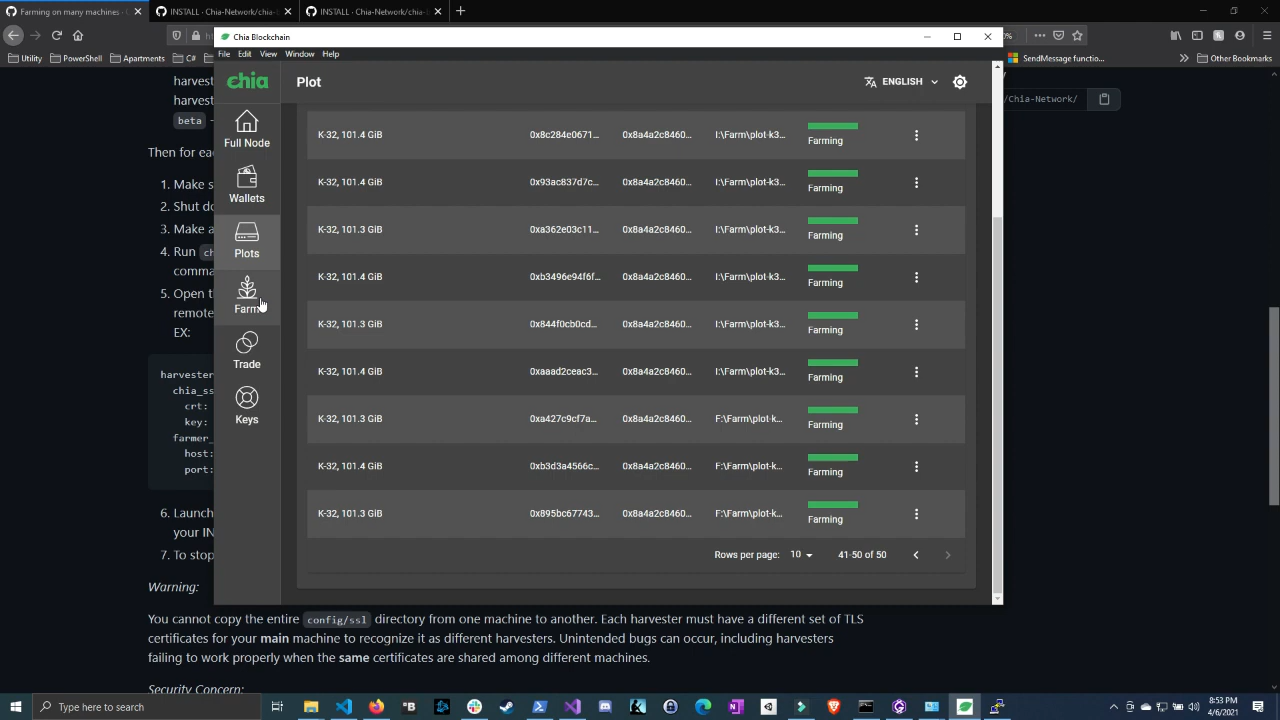 Farming on many machines ·
INSTALL · Chia-Network/chia-
INSTALL · Chia-Network/chia-
Utility
PowerShell
Apartments
C#
SendMessage functio...
Other Bookmarks
Chia Blockchain
File Edit View Window Help
chia
Plot
ENGLISH
/Chia-Network/
harvest
harvest
beta
Then for eac
1. Make s
2. Shut do
3. Make a
4. Run
comma
5. Open t
remote
EX:
harvester
chia_ss
crt:
key:
farmer_
host:
port:
6. Launch
your IN
7. To stop
Full Node
Wallets
Plots
Farm
Trade
Keys
K-32, 101.4 GiB 0x8c284e0671... 0x8a4a2c8460... I:\Farm\plot-k3... Farming
K-32, 101.4 GiB 0x93ac837d7c... 0x8a4a2c8460... I:\Farm\plot-k3... Farming
K-32, 101.3 GiB 0xa362e03c11... 0x8a4a2c8460... I:\Farm\plot-k3... Farming
K-32, 101.4 GiB 0xb3496e94f6f... 0x8a4a2c8460... I:\Farm\plot-k3... Farming
K-32, 101.3 GiB 0x844f0cb0cd... 0x8a4a2c8460... I:\Farm\plot-k3... Farming
K-32, 101.4 GiB 0xaaad2ceac3... 0x8a4a2c8460... I:\Farm\plot-k3... Farming
K-32, 101.3 GiB 0xa427c9cf7a... 0x8a4a2c8460... F:\Farm\plot-k... Farming
K-32, 101.4 GiB 0xb3d3a4566c... 0x8a4a2c8460... F:\Farm\plot-k... Farming
K-32, 101.3 GiB 0x895bc67743... 0x8a4a2c8460... F:\Farm\plot-k... Farming
Rows per page: 10 41-50 of 50
Warning:
You cannot copy the entire config/ssl directory from one machine to another. Each harvester must have a different set of TLS
certificates for your main machine to recognize it as different harvesters. Unintended bugs can occur, including harvesters
failing to work properly when the same certificates are shared among different machines.
Security Concern:
Type here to search
8:53 PM
4/6/2021